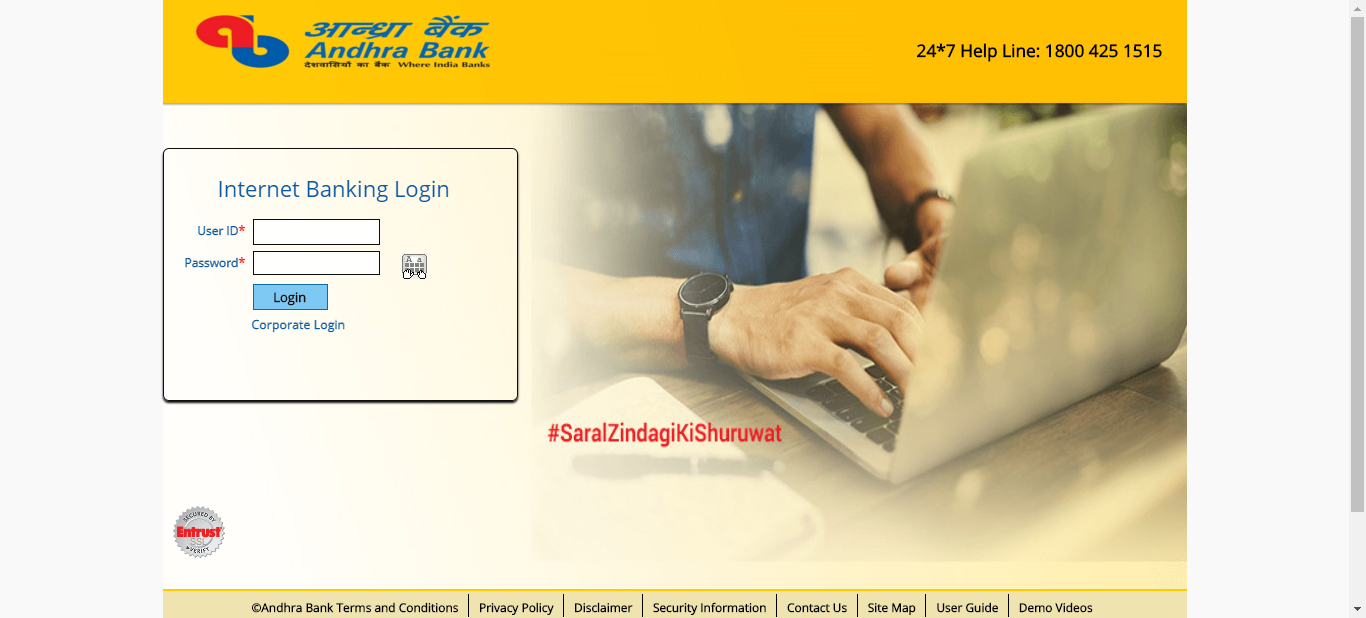 आन्ध्रा बैंक
Andhra Bank
देशवासियों का बैंक Where India Banks
24*7 Help Line: 1800 425 1515
Internet Banking Login
User ID*
Password*
Login
Corporate Login
#SaralZindagiKiShuruwat
SECURED BY
Entrust
SSL
VERIFY
©Andhra Bank Terms and Conditions Privacy Policy Disclaimer Security Information Contact Us Site Map User Guide Demo Videos